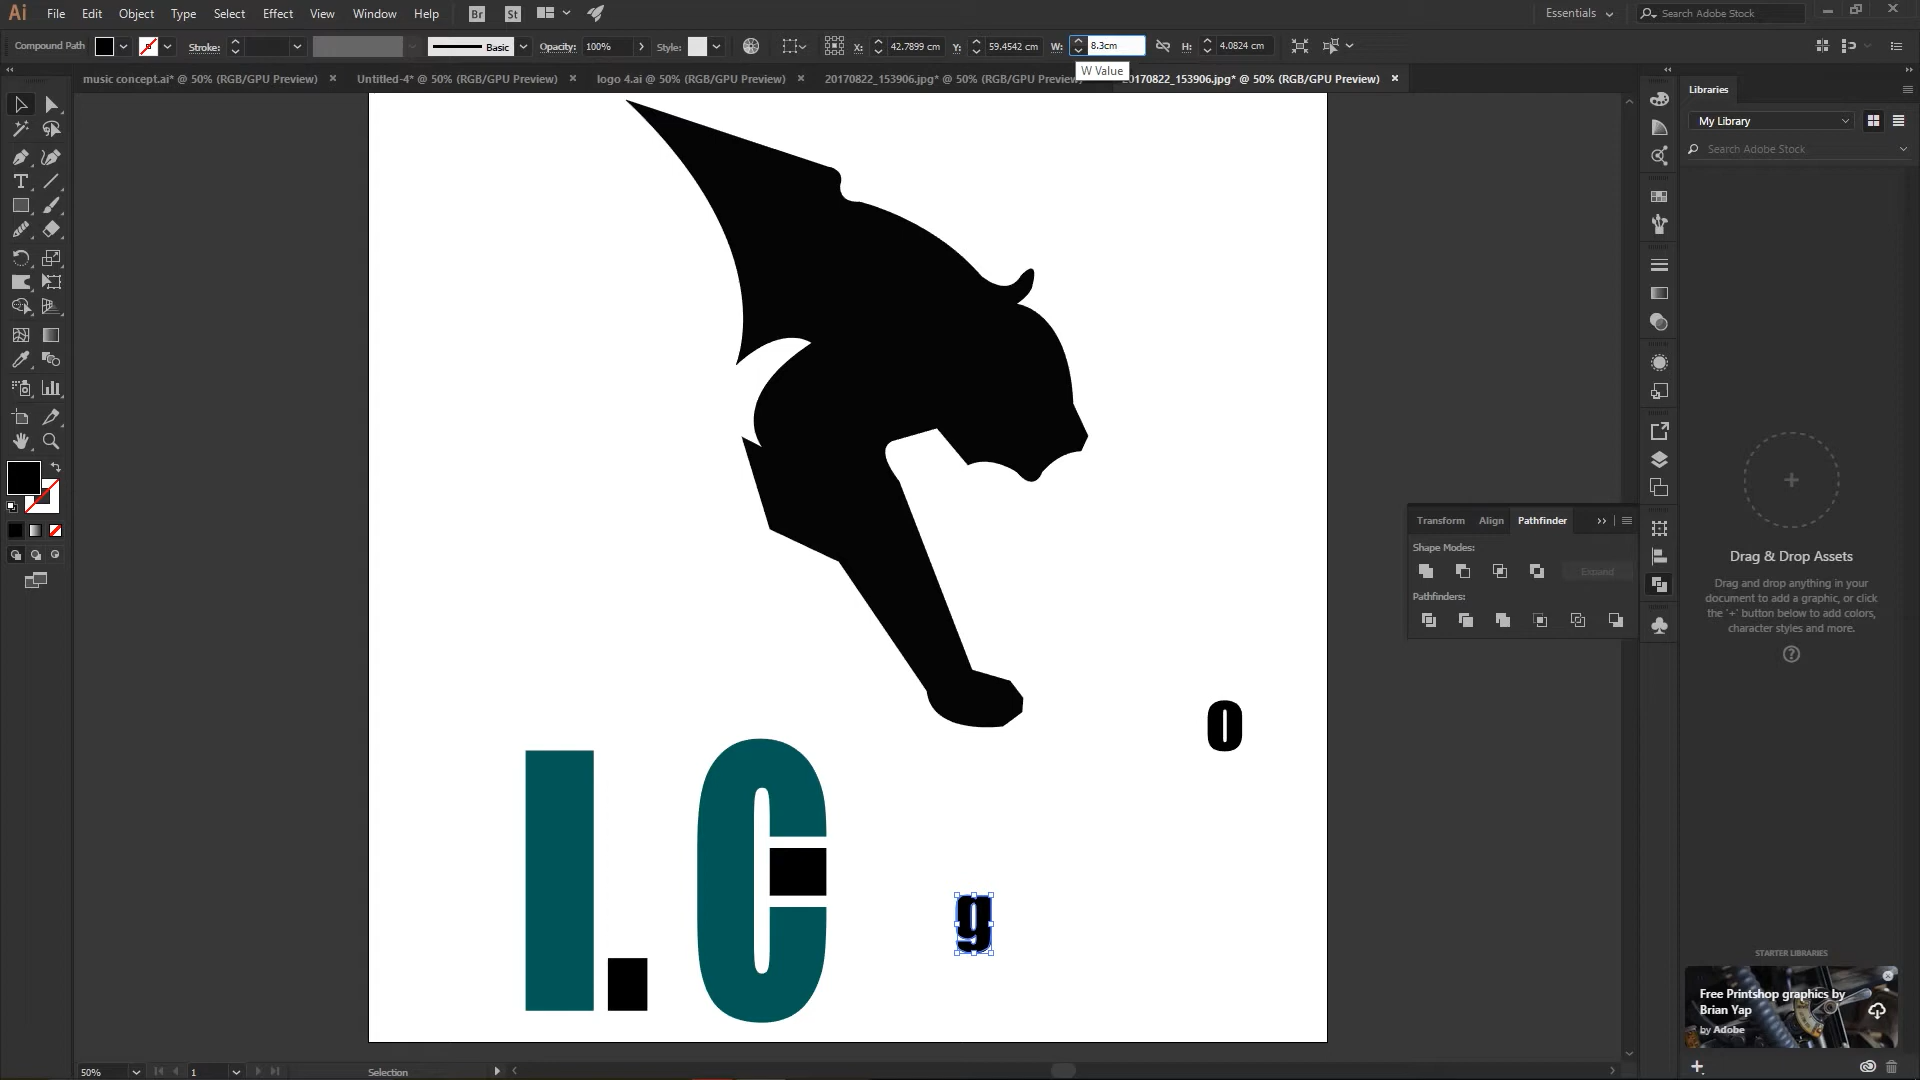 Ai File Edit Object Type Select Effect View Window Help Br St Essentials Search Adobe Stock
Compound Path Stroke: Basic Opacity: 100% Style: X: 42.7899 cm Y: 59.4542 cm W: 8.3cm H: 4.0824 cm
W Value
music concept.ai* @ 50% (RGB/GPU Preview) Untitled-4* @ 50% (RGB/GPU Preview) logo 4.ai @ 50% (RGB/GPU Preview) 20170822_153906.jpg* @ 50% (RGB/GPU Preview) 20170822_153906.jpg* @ 50% (RGB/GPU Preview)
Libraries
My Library
Search Adobe Stock
Transform Align Pathfinder
Shape Modes:
Expand
Pathfinders:
Drag & Drop Assets
Drag and drop anything in your
document to add a graphic, or click
the '+' button below to add colors,
character styles and more.
o
I.C
g
STARTER LIBRARIES
Free Printshop graphics by
Brian Yap
by Adobe
50% 1 Selection